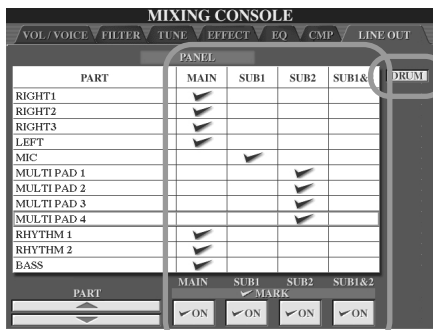 MIXING CONSOLE
VOL / VOICE FILTER TUNE EFFECT EQ CMP LINE OUT
PANEL
PART MAIN SUB1 SUB2 SUB1& DRUM
RIGHT1
RIGHT2
RIGHT3
LEFT
MIC
MULTI PAD 1
MULTI PAD 2
MULTI PAD 3
MULTI PAD 4
RHYTHM 1
RHYTHM 2
BASS
MAIN SUB1 SUB2 SUB1&2
PART MARK
ON ON ON ON